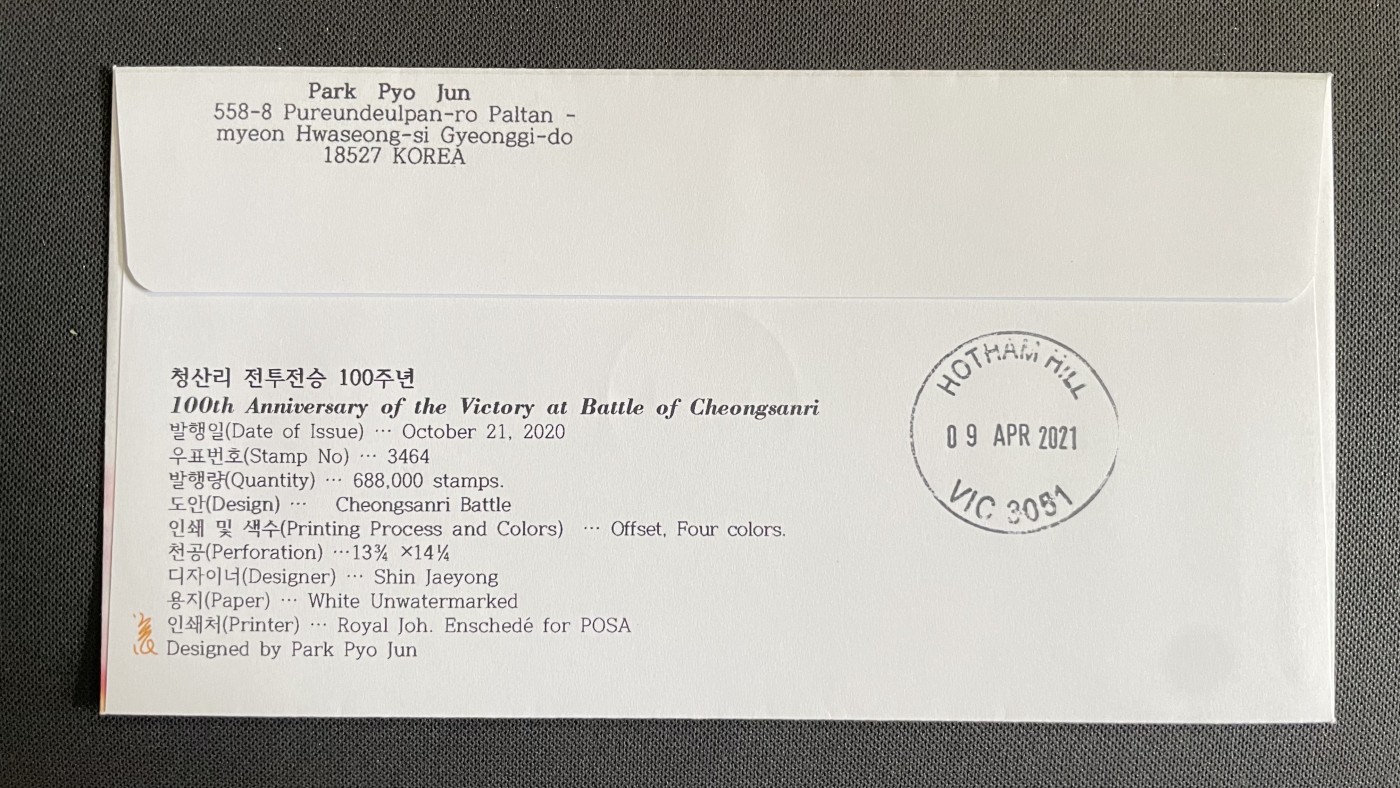 Park Pyo Jun
558-8 Pureundeulpan-ro Paltan -
myeon Hwaseong-si Gyeonggi-do
18527 KOREA
청산리 전투전승 100주년
100th Anniversary of the Victory at Battle of Cheongsanri
발행일(Date of Issue) ··· October 21, 2020
우표번호(Stamp No) ··· 3464
발행량(Quantity) ··· 688,000 stamps.
도안(Design) ··· Cheongsanri Battle
인쇄 및 색수(Printing Process and Colors) ··· Offset, Four colors.
천공(Perforation) ···13¾ ×14¼
디자이너(Designer) ··· Shin Jaeyong
용지(Paper) ··· White Unwatermarked
인쇄처(Printer) ··· Royal Joh. Enschedé for POSA
Designed by Park Pyo Jun
HOTHAM HILL
09 APR 2021
VIC 3051